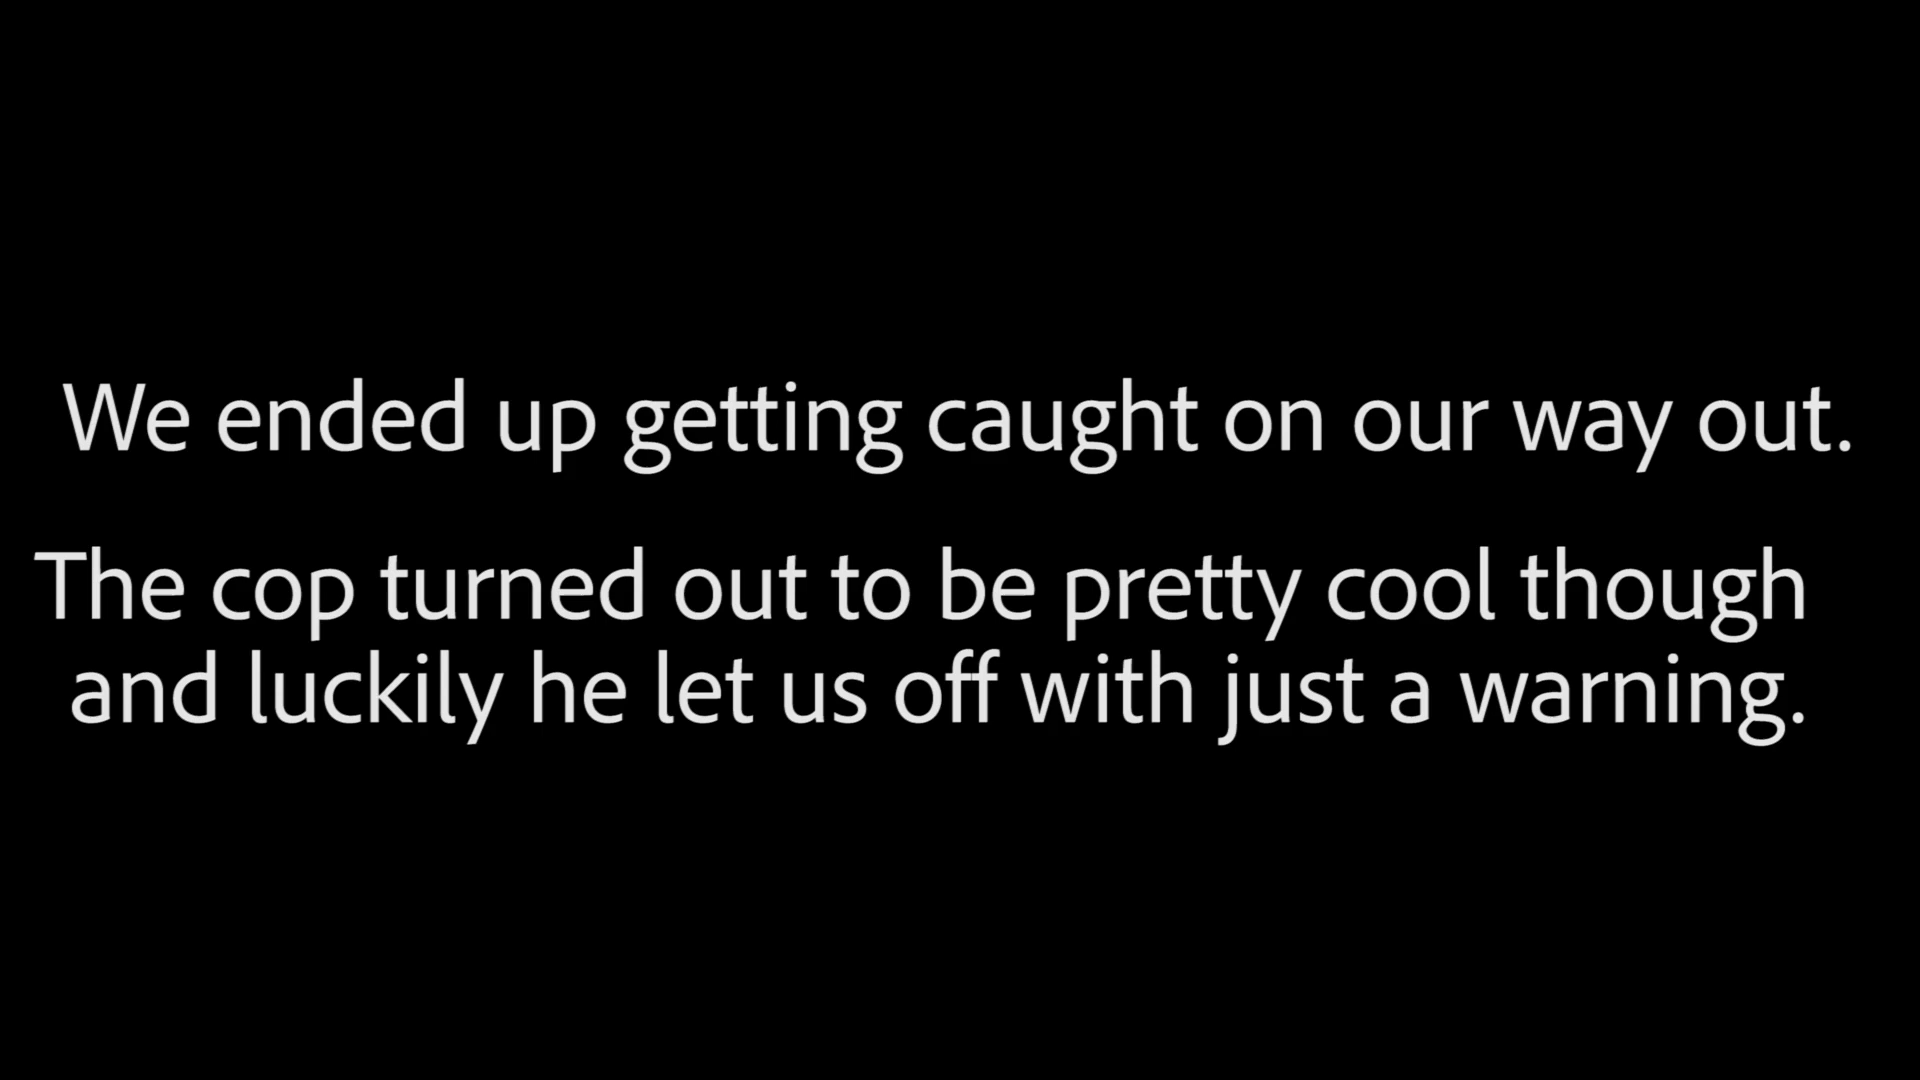 We ended up getting caught on our way out.
The cop turned out to be pretty cool though
and luckily he let us off with just a warning.